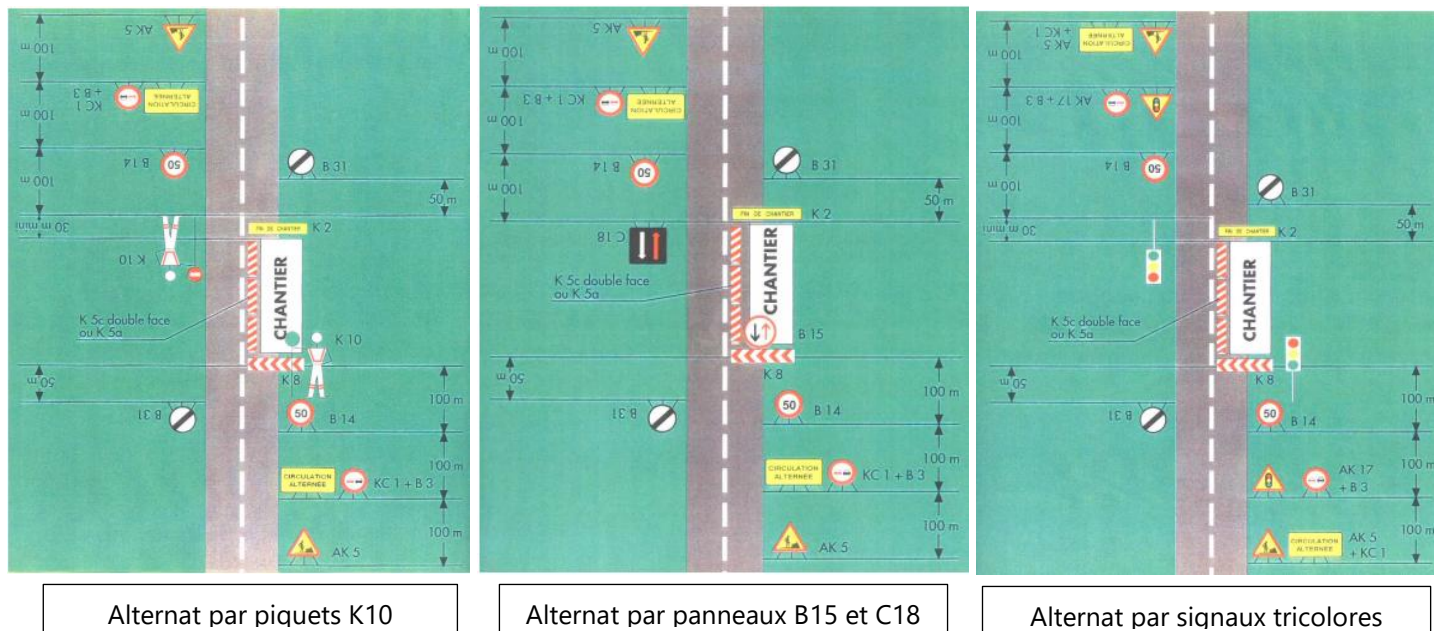 AK 5
100 m
CIRCULATION
ALTERNÉE
KC 1
+ B 3
100 m
50
B 14
B 31
100 m
50 m
30 m mini
FIN DE CHANTIER
K 2
K 10
CHANTIER
K 5c double face
ou K 5a
K 10
K 8
50 m
B 31
50
B 14
100 m
CIRCULATION
ALTERNÉE
KC 1 + B 3
100 m
AK 5
100 m
Alternat par piquets K10
AK 5
100 m
CIRCULATION
ALTERNÉE
KC 1 + B 3
100 m
50
B 14
B 31
100 m
50 m
FIN DE CHANTIER
K 2
C 18
CHANTIER
K 5c double face
ou K 5a
B 15
K 8
50 m
B 31
50
B 14
100 m
CIRCULATION
ALTERNÉE
KC 1 + B 3
100 m
AK 5
100 m
Alternat par panneaux B15 et C18
CIRCULATION
ALTERNÉE
AK 5
+ KC 1
100 m
AK 17 + B 3
100 m
50
B 14
B 31
100 m
50 m
30 m mini
FIN DE CHANTIER
K 2
CHANTIER
K 5c double face
ou K 5a
K 8
50 m
B 31
50
B 14
100 m
AK 17
+ B 3
100 m
CIRCULATION
ALTERNÉE
AK 5
+ KC 1
100 m
Alternat par signaux tricolores